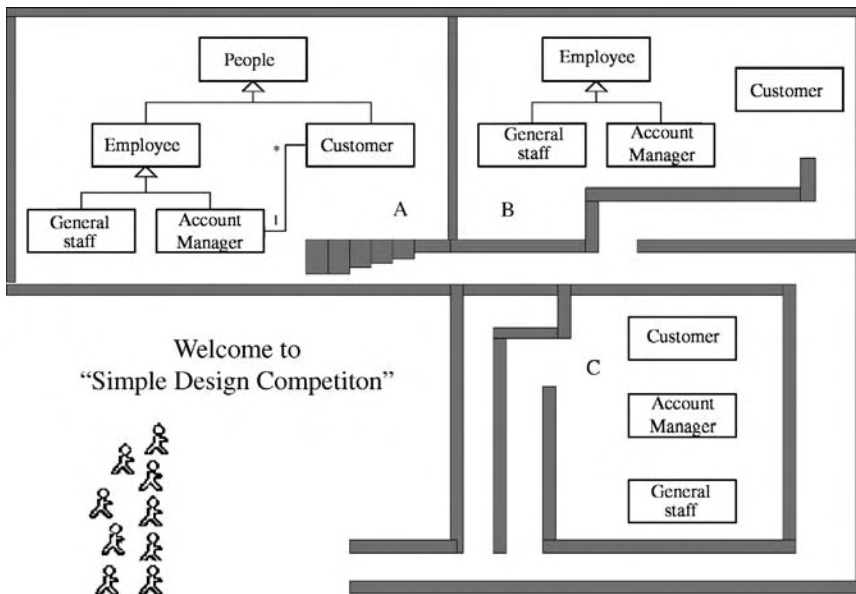 People
Employee
Customer
General
staff
Account
Manager
*
1
A
Employee
Customer
General
staff
Account
Manager
B
Welcome to
“Simple Design Competiton”
Customer
C
Account
Manager
General
staff